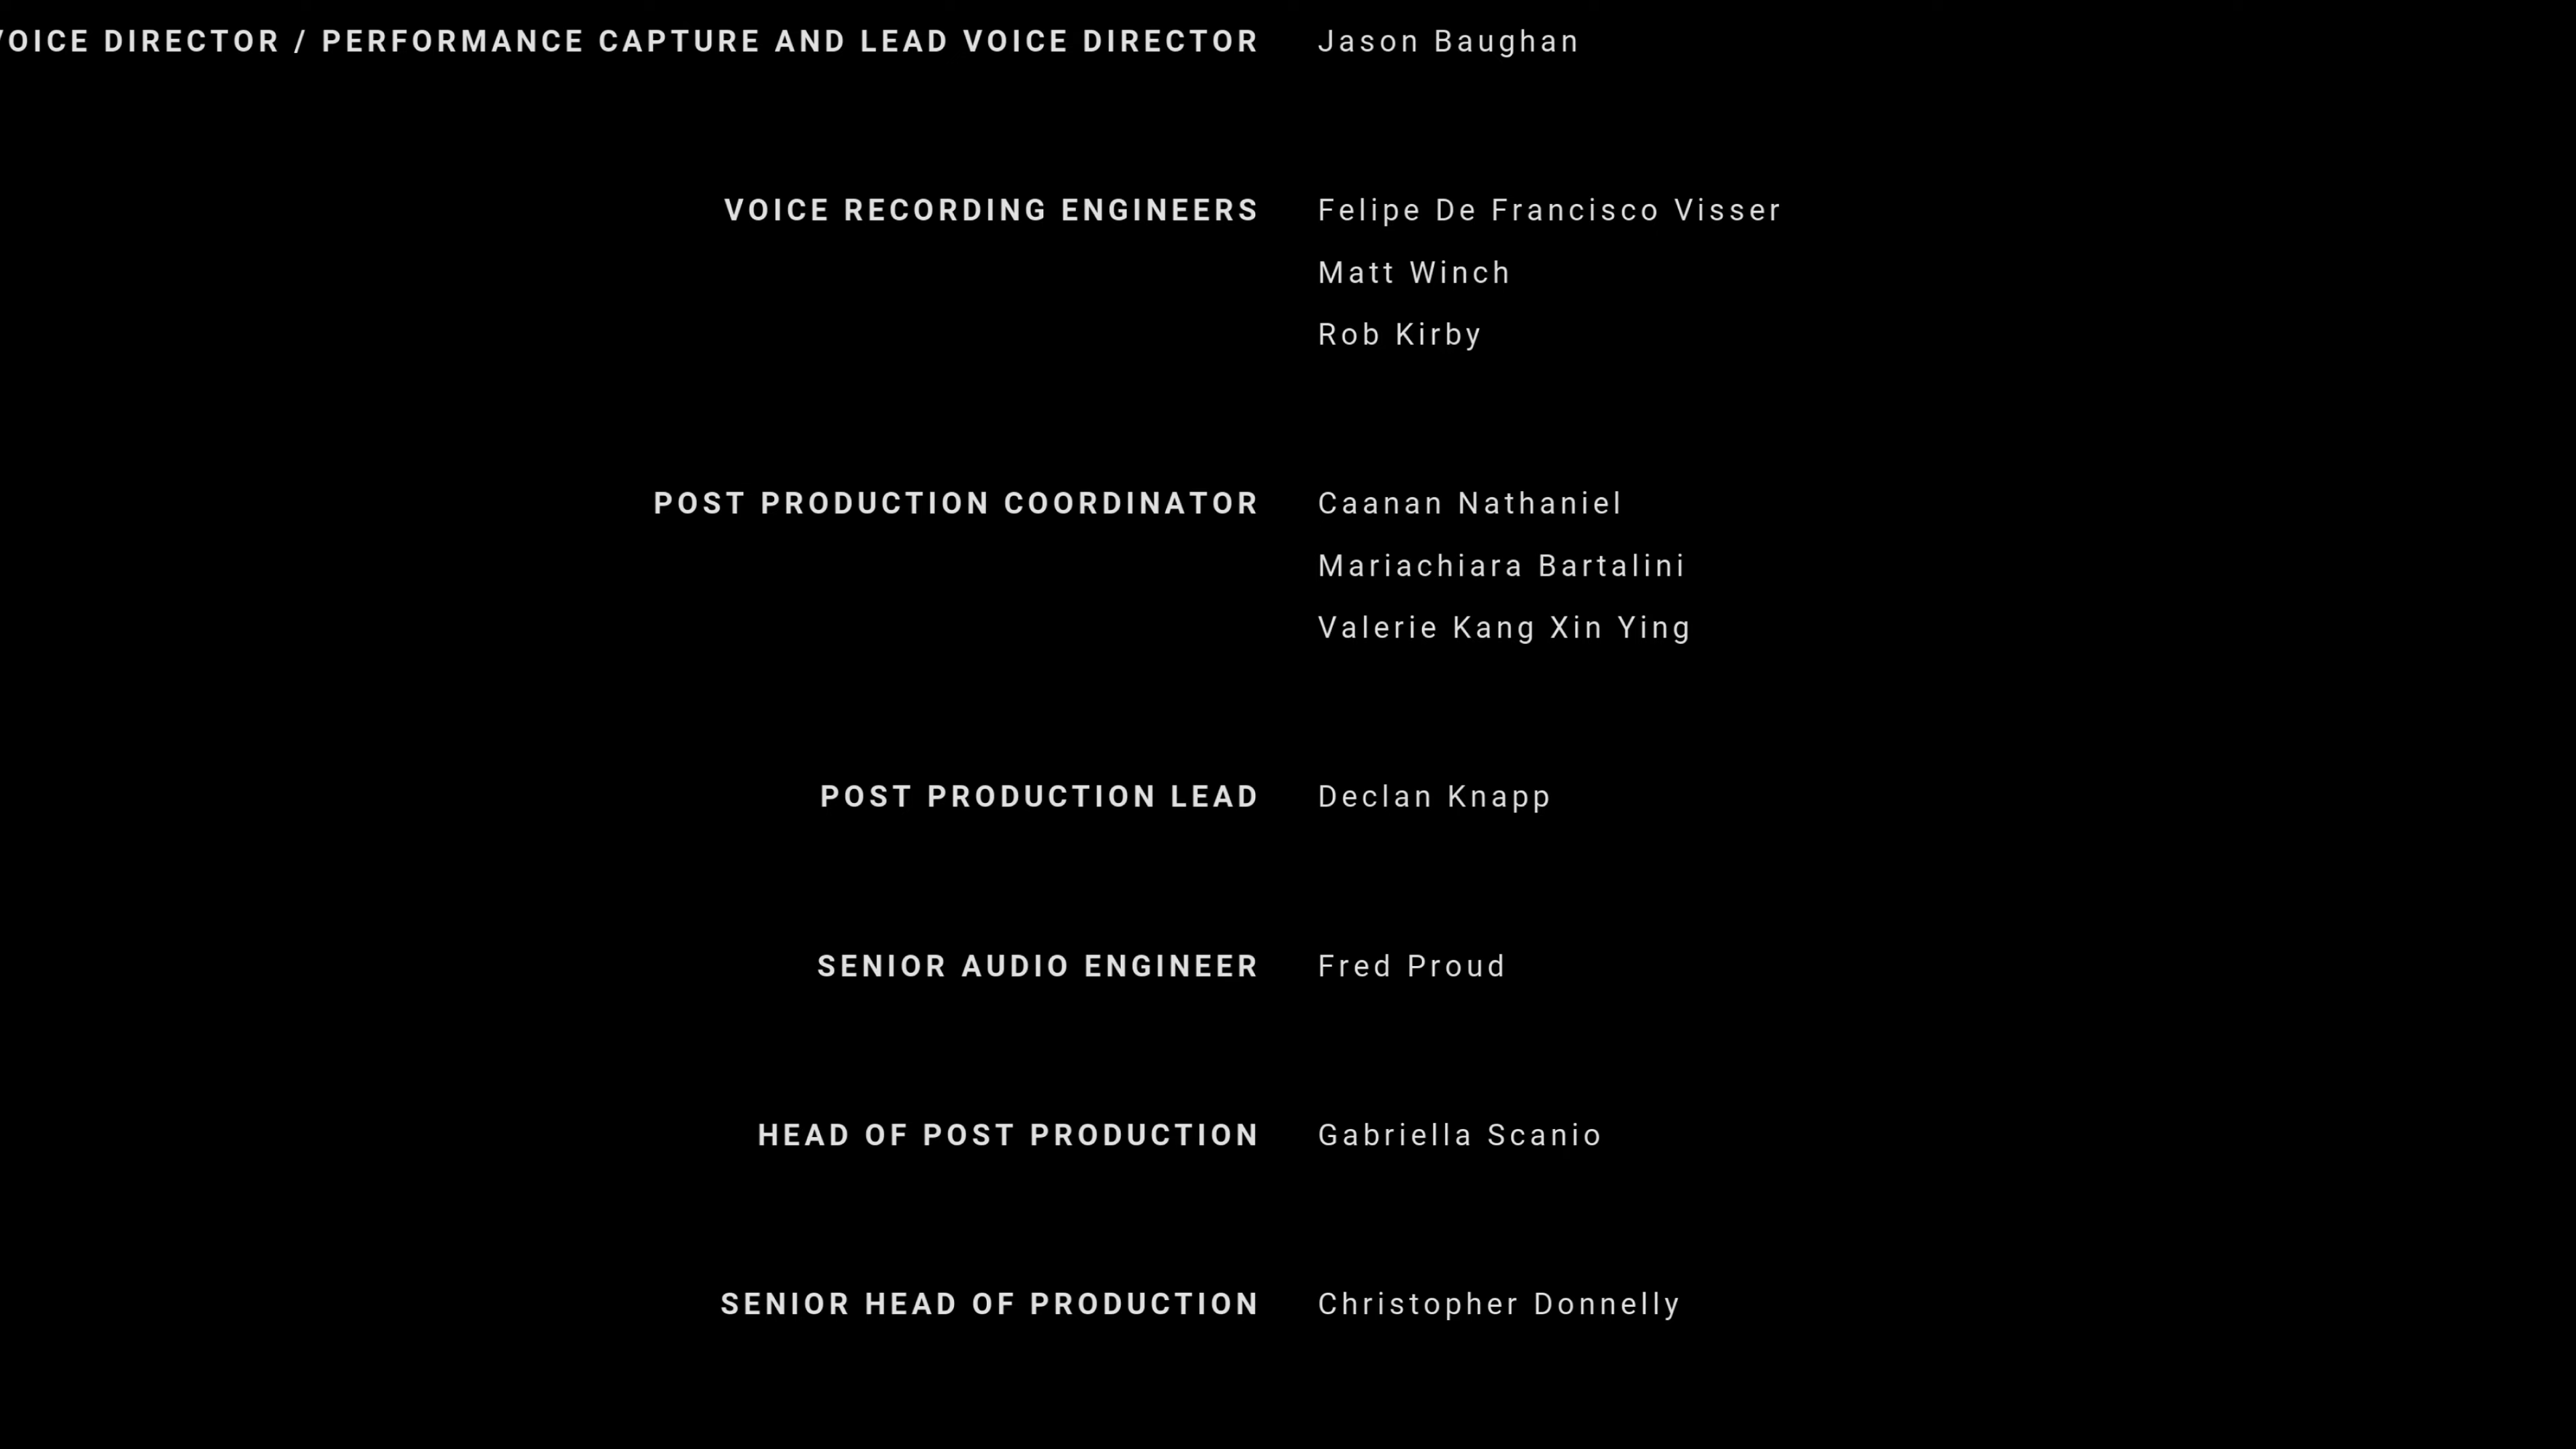 VOICE DIRECTOR / PERFORMANCE CAPTURE AND LEAD VOICE DIRECTOR Jason Baughan
VOICE RECORDING ENGINEERS Felipe De Francisco Visser
Matt Winch
Rob Kirby
POST PRODUCTION COORDINATOR Caanan Nathaniel
Mariachiara Bartalini
Valerie Kang Xin Ying
POST PRODUCTION LEAD Declan Knapp
SENIOR AUDIO ENGINEER Fred Proud
HEAD OF POST PRODUCTION Gabriella Scanio
SENIOR HEAD OF PRODUCTION Christopher Donnelly